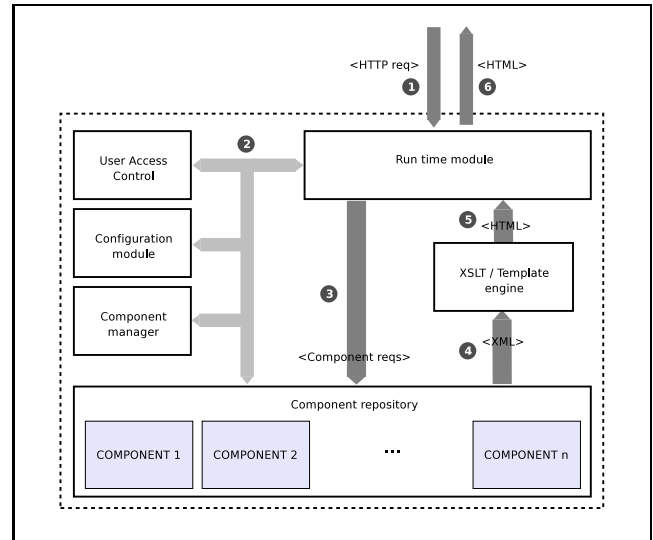 <HTTP req>
<HTML>
1
6
2
User Access
Control
Run time module
Configuration
module
5
<HTML>
XSLT / Template
engine
3
Component
manager
4
<XML>
<Component reqs>
Component repository
COMPONENT 1
COMPONENT 2
...
COMPONENT n